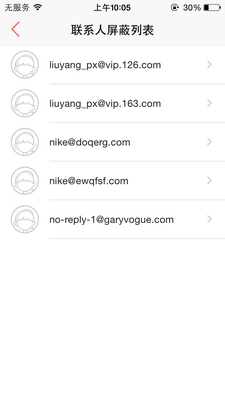 无服务 上午10:05 30%
联系人屏蔽列表
liuyang_px@vip.126.com
liuyang_px@vip.163.com
nike@doqerg.com
nike@ewqfsf.com
no-reply-1@garyvogue.com